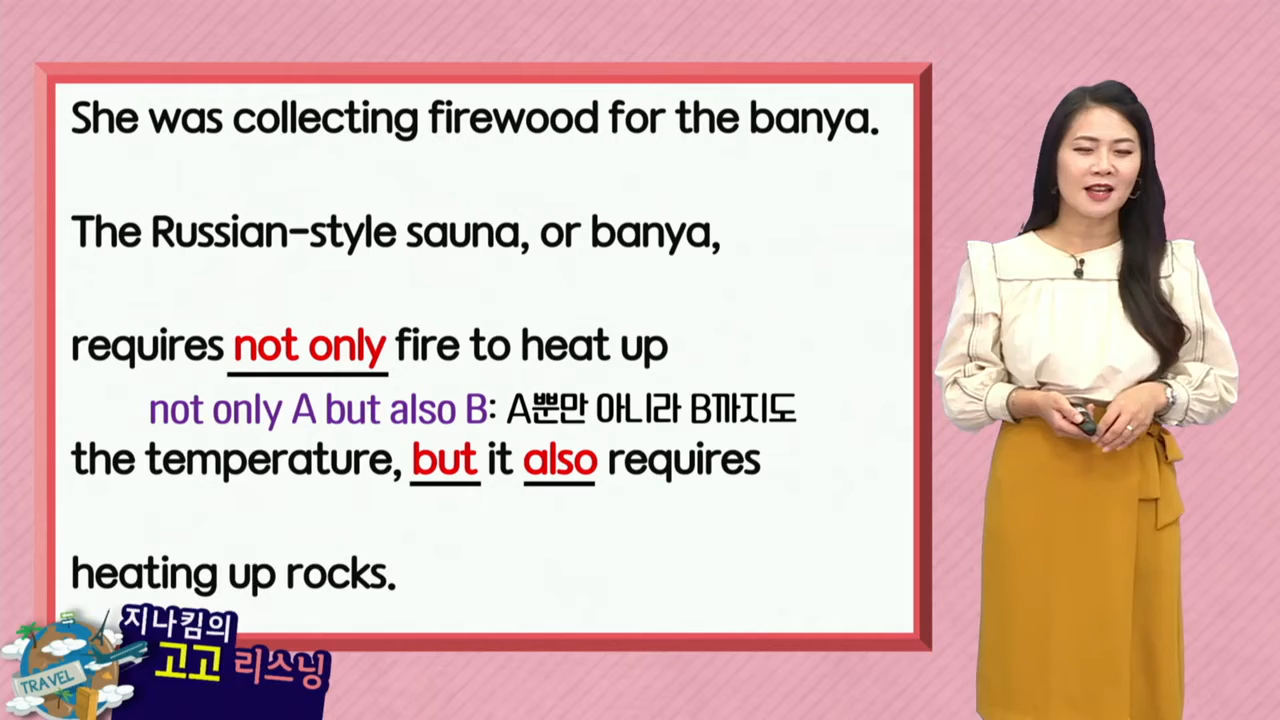 She was collecting firewood for the banya.
The Russian-style sauna, or banya,
requires not only fire to heat up
not only A but also B: A뿐만 아니라 B까지도
the temperature, but it also requires
heating up rocks.
지나킴의
고고 리스닝
TRAVEL